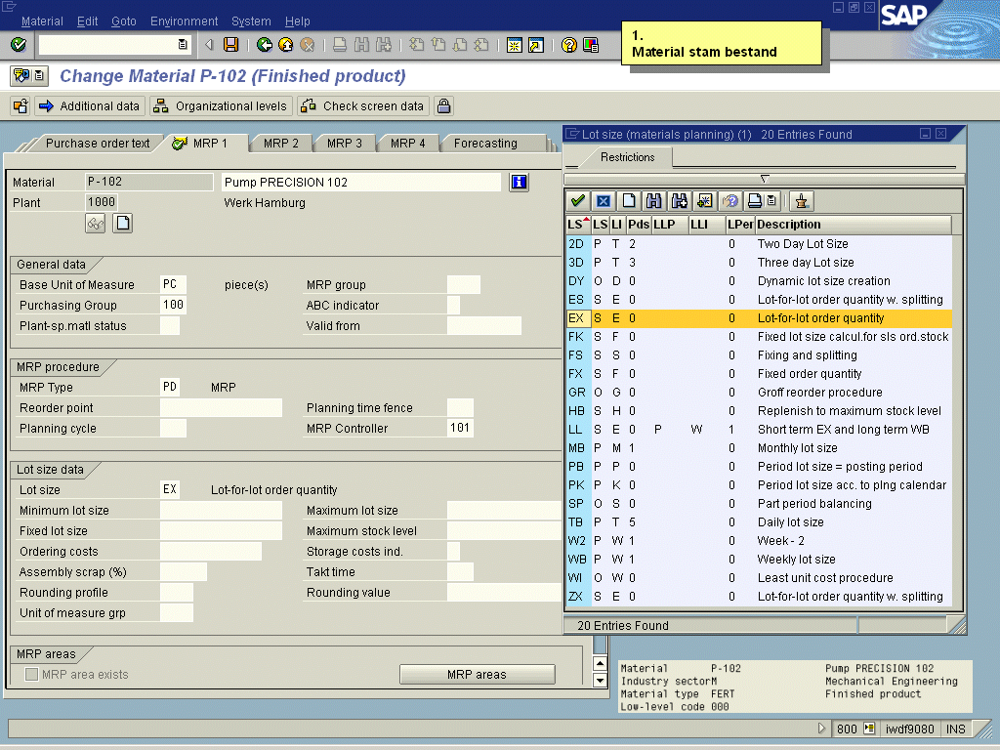 Material Edit Goto Environment System Help
SAP
1.
Material stam bestand
Change Material P-102 (Finished product)
Additional data Organizational levels Check screen data
Purchase order text MRP 1 MRP 2 MRP 3 MRP 4 Forecasting
Material P-102 Pump PRECISION 102
Plant 1000 Werk Hamburg
General data
Base Unit of Measure PC piece(s) MRP group
Purchasing Group 100 ABC indicator
Plant-sp.matl status Valid from
MRP procedure
MRP Type PD MRP
Reorder point Planning time fence
Planning cycle MRP Controller 101
Lot size data
Lot size EX Lot-for-lot order quantity
Minimum lot size Maximum lot size
Fixed lot size Maximum stock level
Ordering costs Storage costs ind.
Assembly scrap (%) Takt time
Rounding profile Rounding value
Unit of measure grp
MRP areas
MRP area exists MRP areas
Lot size (materials planning) (1) 20 Entries Found
Restrictions
LS LS LI Pds LLP LLI LPer Description
2D P T 2 0 Two Day Lot Size
3D P T 3 0 Three day Lot size
DY O D 0 0 Dynamic lot size creation
ES S E 0 0 Lot-for-lot order quantity w. splitting
EX S E 0 0 Lot-for-lot order quantity
FK S F 0 0 Fixed lot size calcul.for sls ord.stock
FS S S 0 0 Fixing and splitting
FX S F 0 0 Fixed order quantity
GR O G 0 0 Groff reorder procedure
HB S H 0 0 Replenish to maximum stock level
LL S E 0 P W 1 Short term EX and long term WB
MB P M 1 0 Monthly lot size
PB P P 0 0 Period lot size = posting period
PK P K 0 0 Period lot size acc. to plng calendar
SP O S 0 0 Part period balancing
TB P T 5 0 Daily lot size
W2 P W 1 0 Week - 2
WB P W 1 0 Weekly lot size
WI O W 0 0 Least unit cost procedure
ZX S E 0 0 Lot-for-lot order quantity w. splitting
20 Entries Found
Material P-102 Pump PRECISION 102
Industry sectorM Mechanical Engineering
Material type FERT Finished product
Low-level code 000
800 iwdf9080 INS